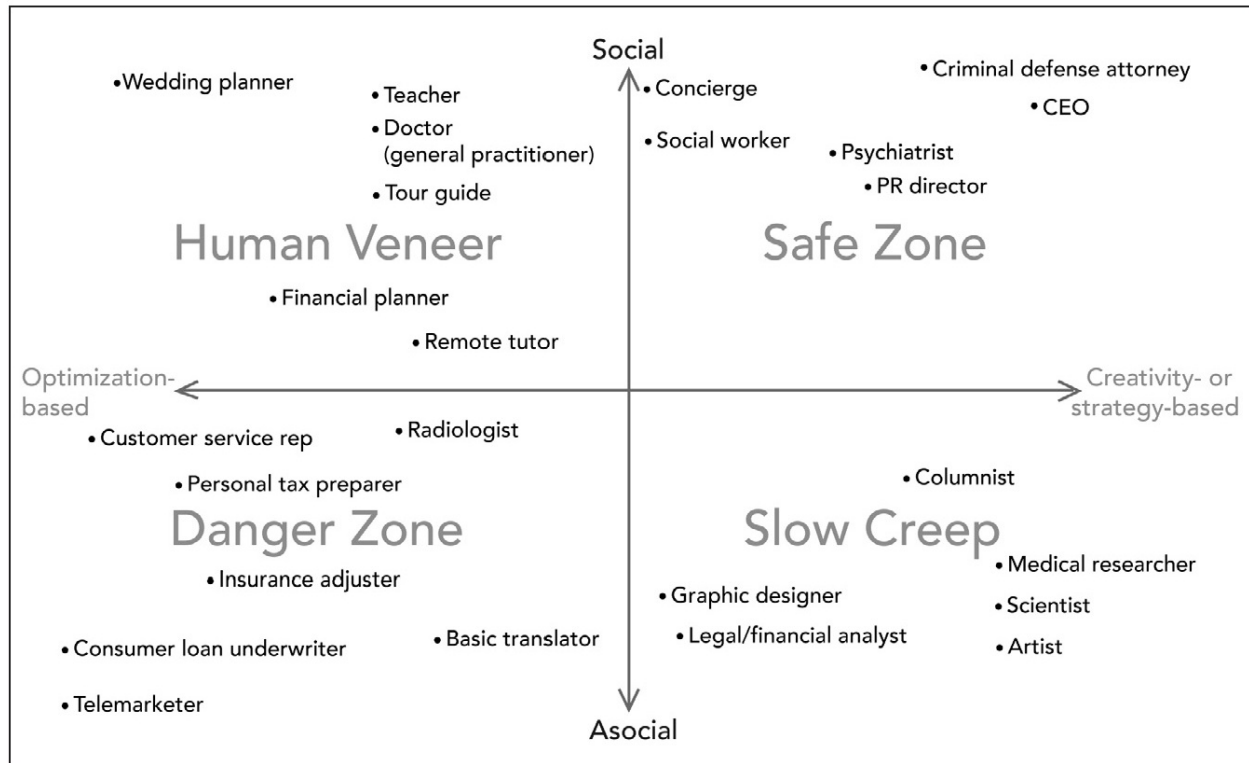 Social
•Wedding planner
•Teacher
•Doctor
(general practitioner)
•Tour guide
•Concierge
•Social worker
•Criminal defense attorney
•CEO
•Psychiatrist
•PR director
Human Veneer
Safe Zone
•Financial planner
•Remote tutor
Optimization-
based
Creativity- or
strategy-based
•Customer service rep
•Radiologist
•Personal tax preparer
Danger Zone
•Insurance adjuster
•Basic translator
•Consumer loan underwriter
•Telemarketer
•Columnist
Slow Creep
•Medical researcher
•Graphic designer
•Scientist
•Legal/financial analyst
•Artist
Asocial